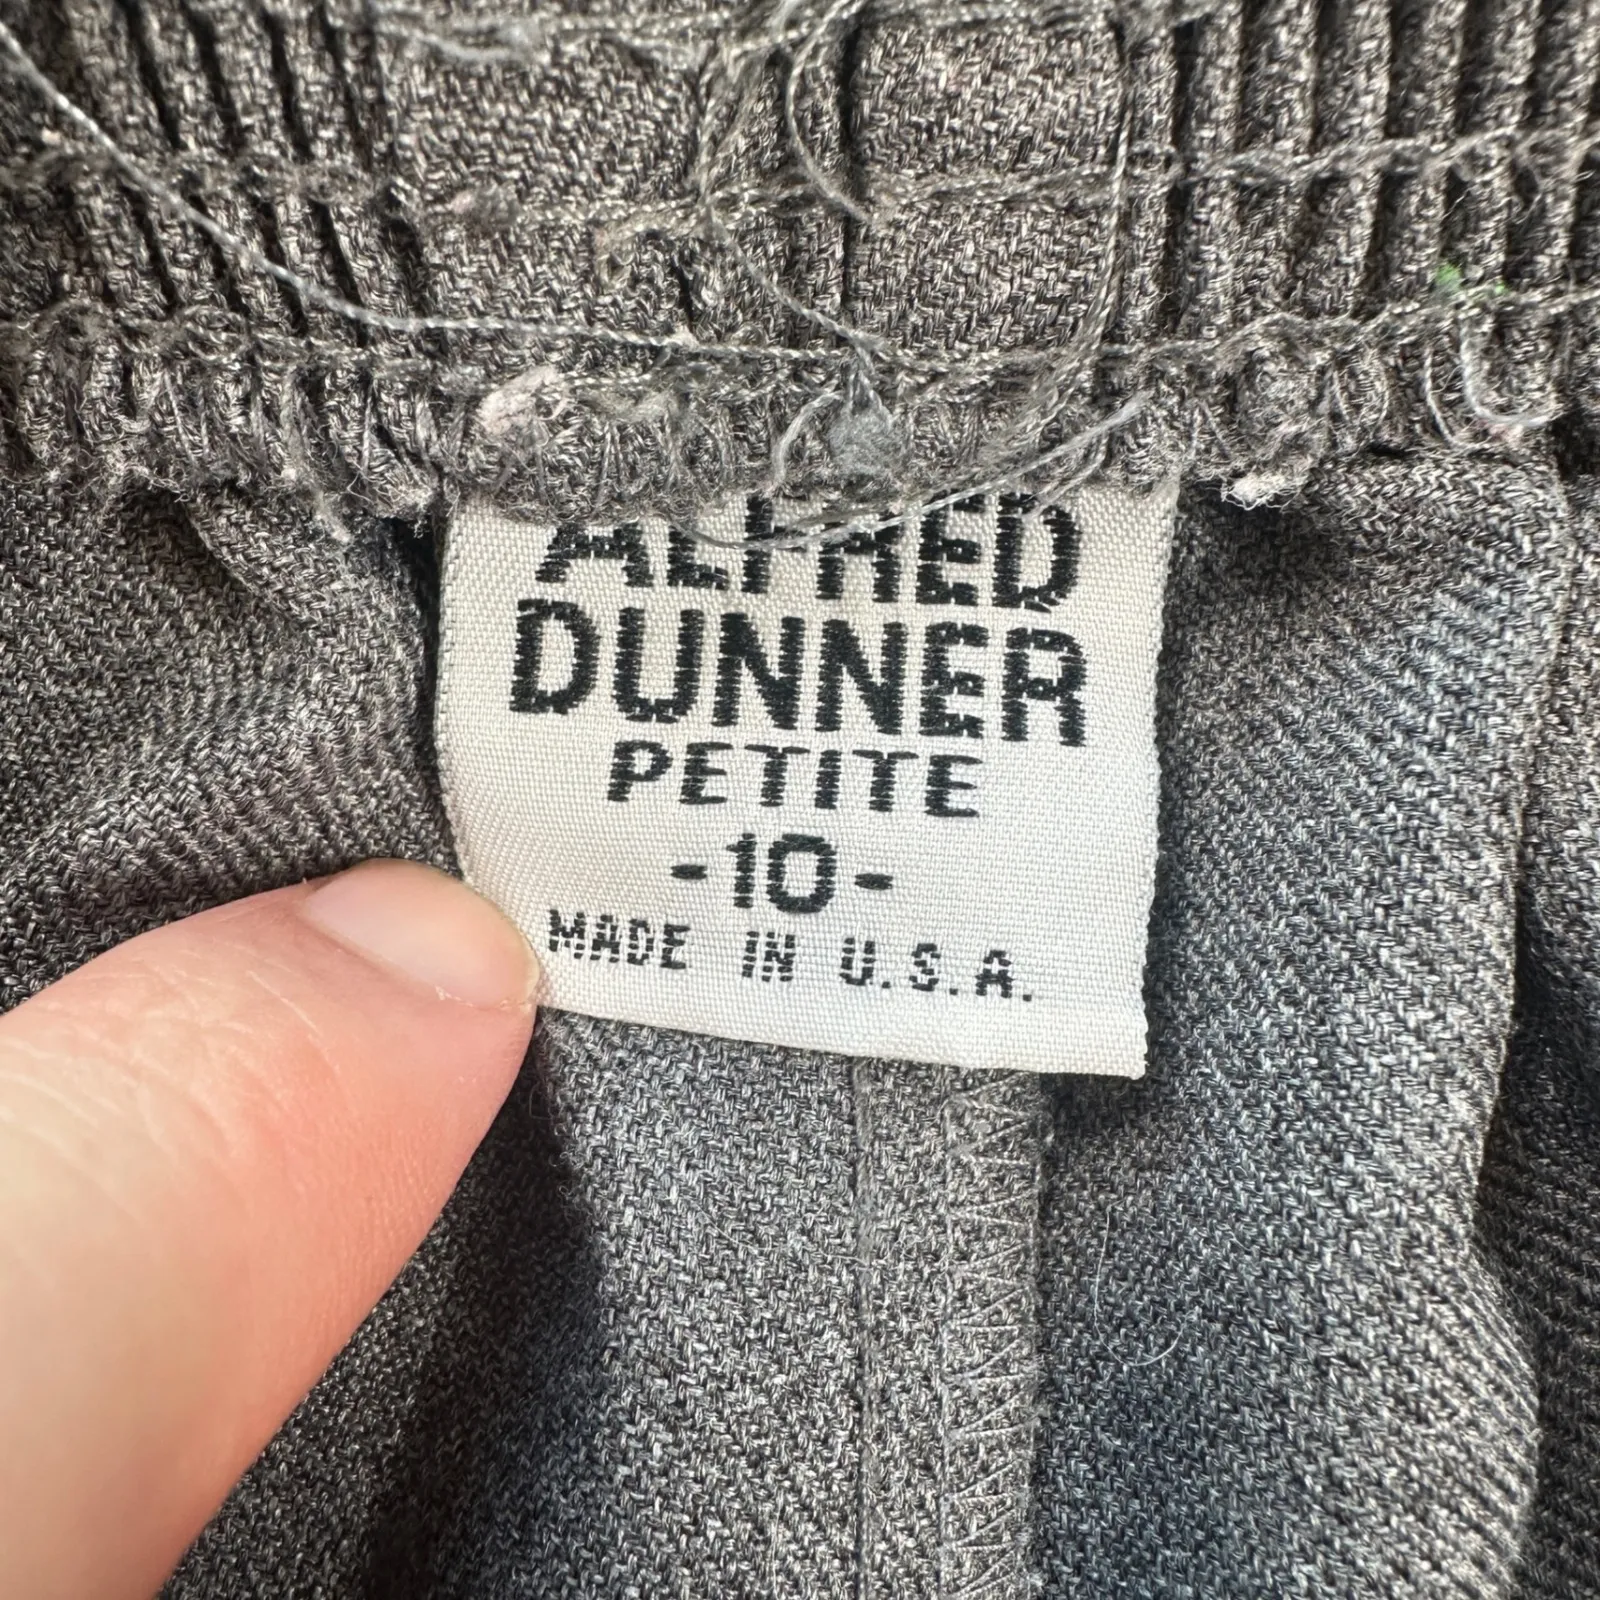 ALFRED
DUNNER
PETITE
-10-
MADE IN U.S.A.